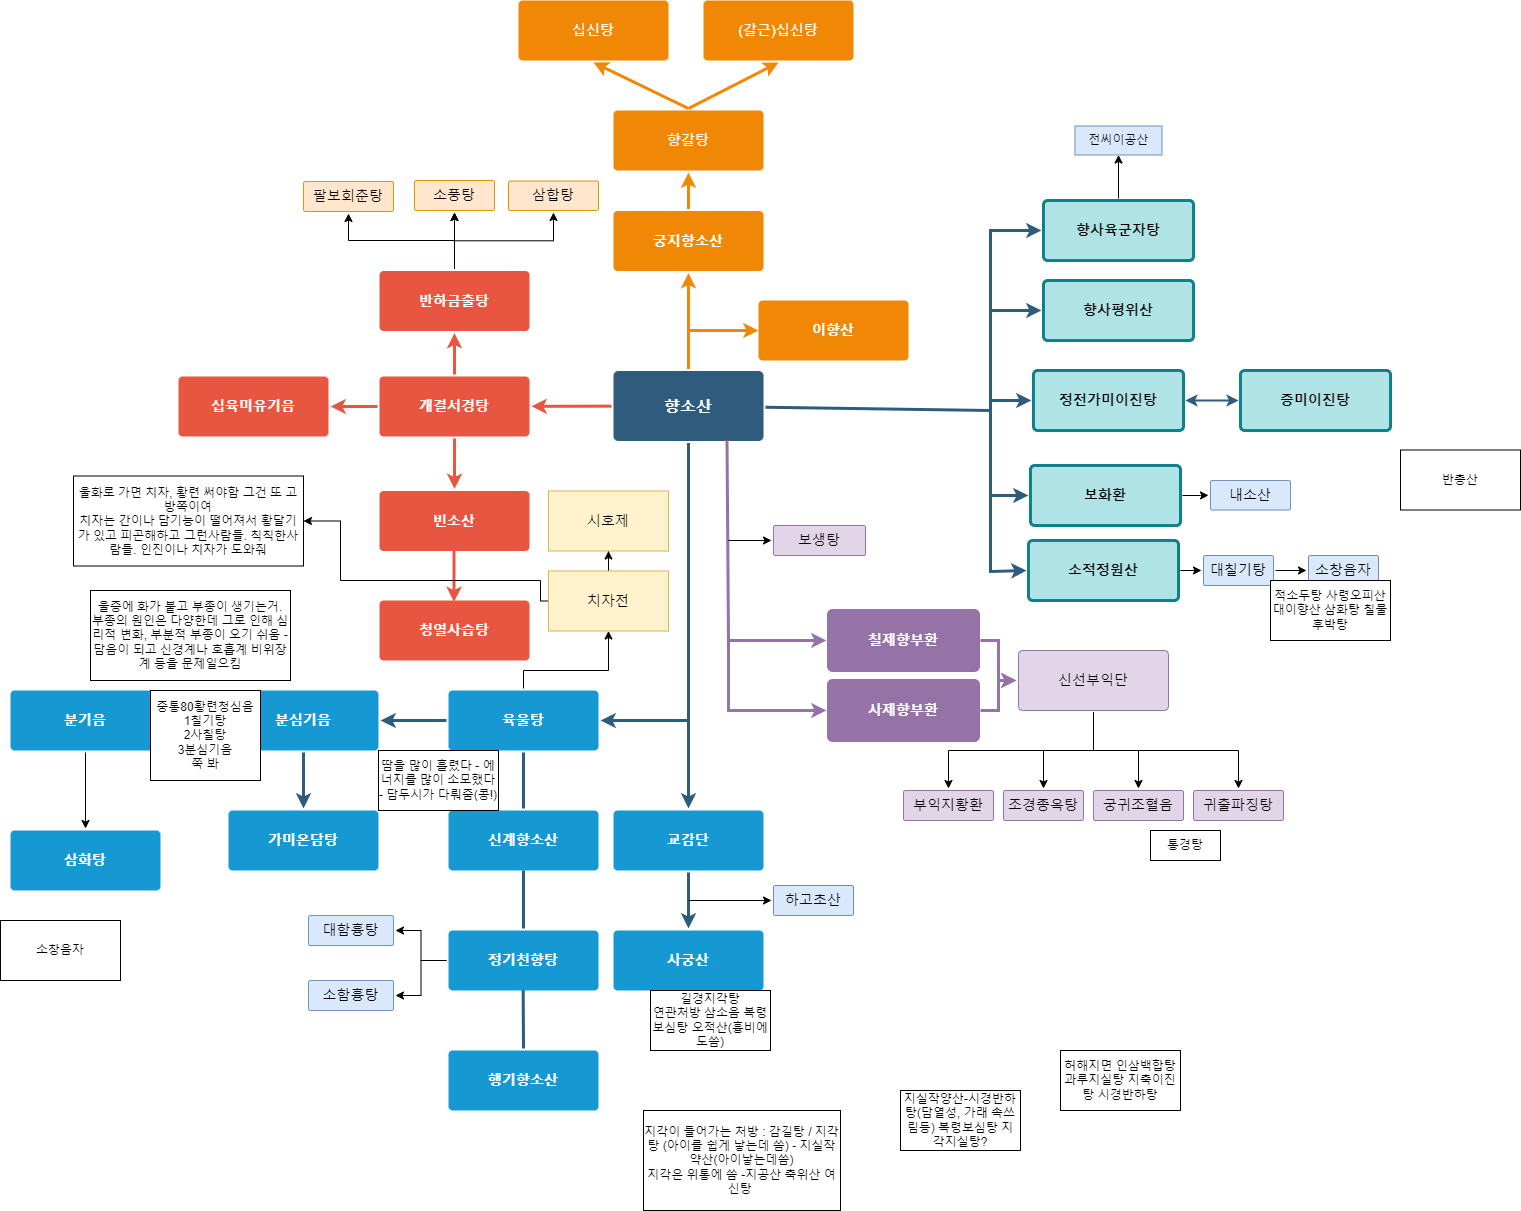 십신탕
(갈근)십신탕
향갈탕
전씨이공산
팔보회춘탕
소풍탕
삼합탕
향사육군자탕
궁지향소산
반하금출탕
향사평위산
이향산
십육미유기음
개결서경탕
향소산
정전가미이진탕
증미이진탕
반총산
울화로 가면 치자, 황련 써야함 그건 또 고
방쪽이여
치자는 간이나 담기능이 떨어져서 황달기
가 있고 피곤해하고 그런사람들. 칙칙한사
람들. 인진이나 치자가 도와줘
빈소산
시호제
보화환
내소산
보생탕
소적정원산
대칠기탕
소창음자
적소두탕 사령오피산
대이향산 삼화탕 칠물
후박탕
울증에 화가 붙고 부종이 생기는거.
부종의 원인은 다양한데 그로 인해 심
리적 변화, 부분적 부종이 오기 쉬움 -
담음이 되고 신경계나 호흡계 비위장
계 등을 문제일으킴
치자전
청열사습탕
칠제향부환
신선부익단
사제향부환
분기음
중통80황련청심음
1칠기탕
2사칠탕
3분심기음
쭉 봐
분심기음
육울탕
땀을 많이 흘렸다 - 에
너지를 많이 소모했다
- 담두시가 다뤄줌(콩!)
부익지황환
조경종옥탕
궁귀조혈음
귀출파징탕
통경탕
삼화탕
가미온담탕
신계향소산
교감단
하고초산
소창음자
대함흉탕
소함흉탕
정기천향탕
사궁산
길경지각탕
연관처방 삼소음 복령
보심탕 오적산(흉비에
도씀)
행기향소산
허해지면 인삼백합탕
과루지실탕 지축이진
탕 시경반하탕
지실작양산-시경반하
탕(담열성, 가래 속쓰
림등) 복령보심탕 지
각지실탕?
지각이 들어가는 처방 : 감길탕 / 지각
탕 (아이를 쉽게 낳는데 씀) - 지실작
약산(아이낳는데씀)
지각은 위통에 씀 -지공산 축위산 여
신탕